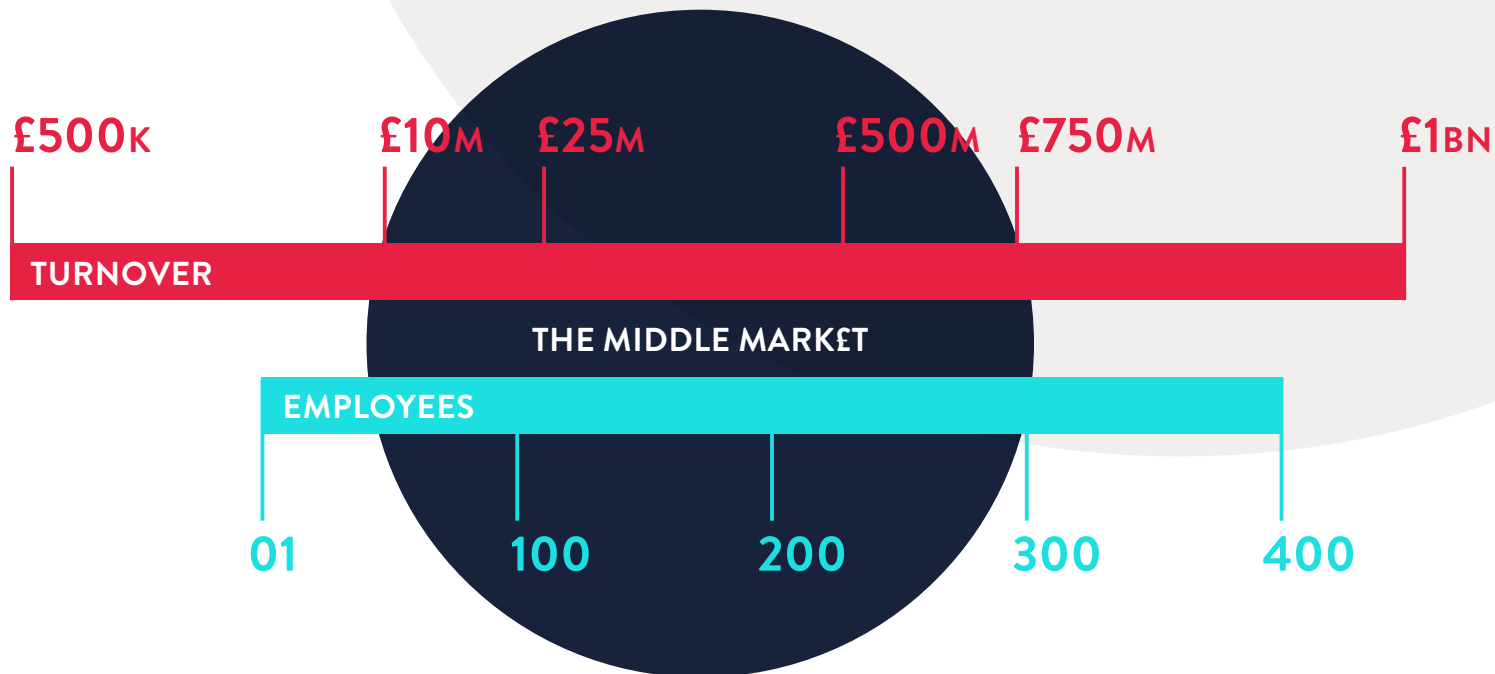 £500K £10M £25M £500M £750M £1BN
TURNOVER
THE MIDDLE MARK£T
EMPLOYEES
01 100 200 300 400